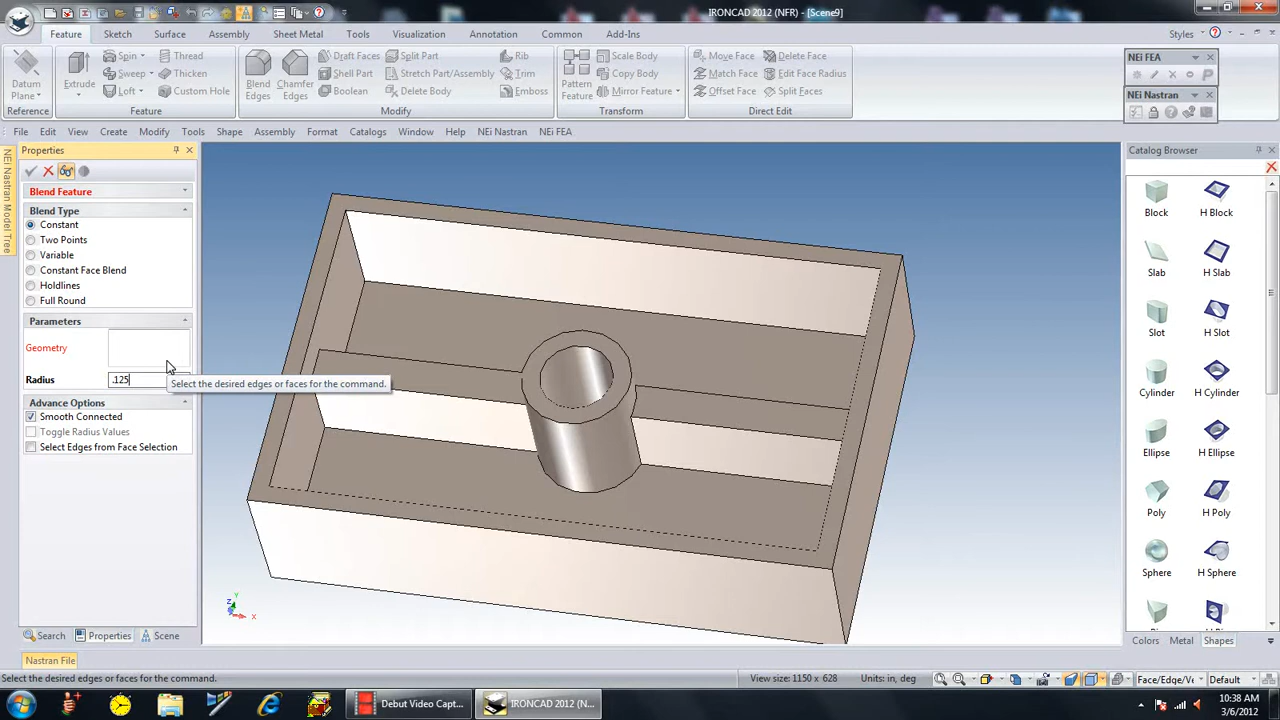 IRONCAD 2012 (NFR) - [Scene9]
Feature Sketch Surface Assembly Sheet Metal Tools Visualization Annotation Common Add-Ins Styles
Datum Plane Reference
Extrude Spin Sweep Loft Thread Thicken Custom Hole Feature
Blend Edges Chamfer Edges Draft Faces Shell Part Boolean Split Part Stretch Part/Assembly Delete Body Rib Trim Emboss Modify
Pattern Feature Scale Body Copy Body Mirror Feature Transform
Move Face Match Face Offset Face Delete Face Edit Face Radius Split Faces Direct Edit
NEi FEA
NEi Nastran
File Edit View Create Modify Tools Shape Assembly Format Catalogs Window Help NEi Nastran NEi FEA
NEi Nastran Model Tree
Properties
Blend Feature
Blend Type
Constant
Two Points
Variable
Constant Face Blend
Holdlines
Full Round
Parameters
Geometry
Radius .125
Select the desired edges or faces for the command.
Advance Options
Smooth Connected
Toggle Radius Values
Select Edges from Face Selection
Z Y X
Catalog Browser
Block H Block
Slab H Slab
Slot H Slot
Cylinder H Cylinder
Ellipse H Ellipse
Poly H Poly
Sphere H Sphere
Search Properties Scene
Colors Metal Shapes
Nastran File
Select the desired edges or faces for the command. View size: 1150 x 628 Units: in, deg Face/Edge/Ve Default
Debut Video Capt... IRONCAD 2012 (N...
10:38 AM
3/6/2012